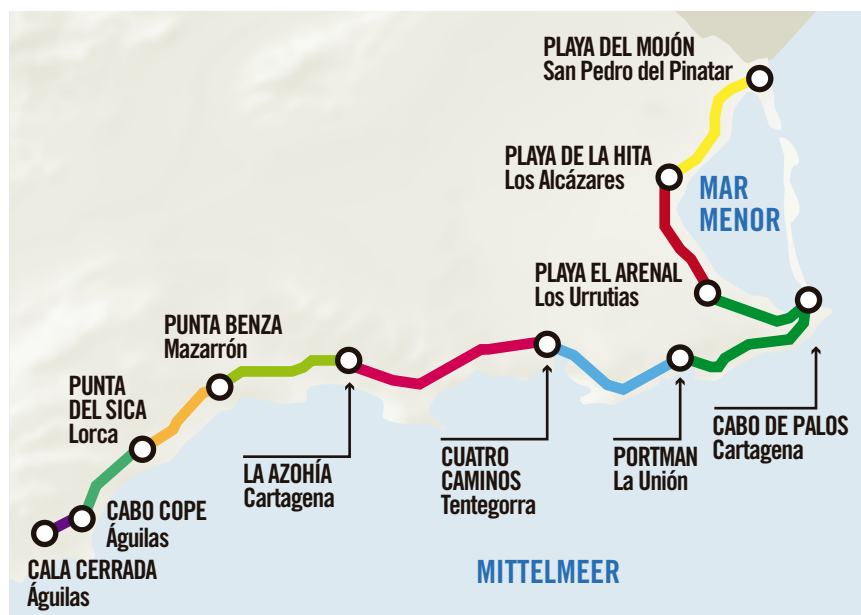 PLAYA DEL MOJÓN
San Pedro del Pinatar
PLAYA DE LA HITA
Los Alcázares
MAR
MENOR
PLAYA EL ARENAL
Los Urrutias
PUNTA BENZA
Mazarrón
PUNTA
DEL SICA
Lorca
CABO DE PALOS
Cartagena
LA AZOHÍA
Cartagena
CUATRO
CAMINOS
Tentegorra
PORTMAN
La Unión
CABO COPE
Águilas
CALA CERRADA
Águilas
MITTELMEER